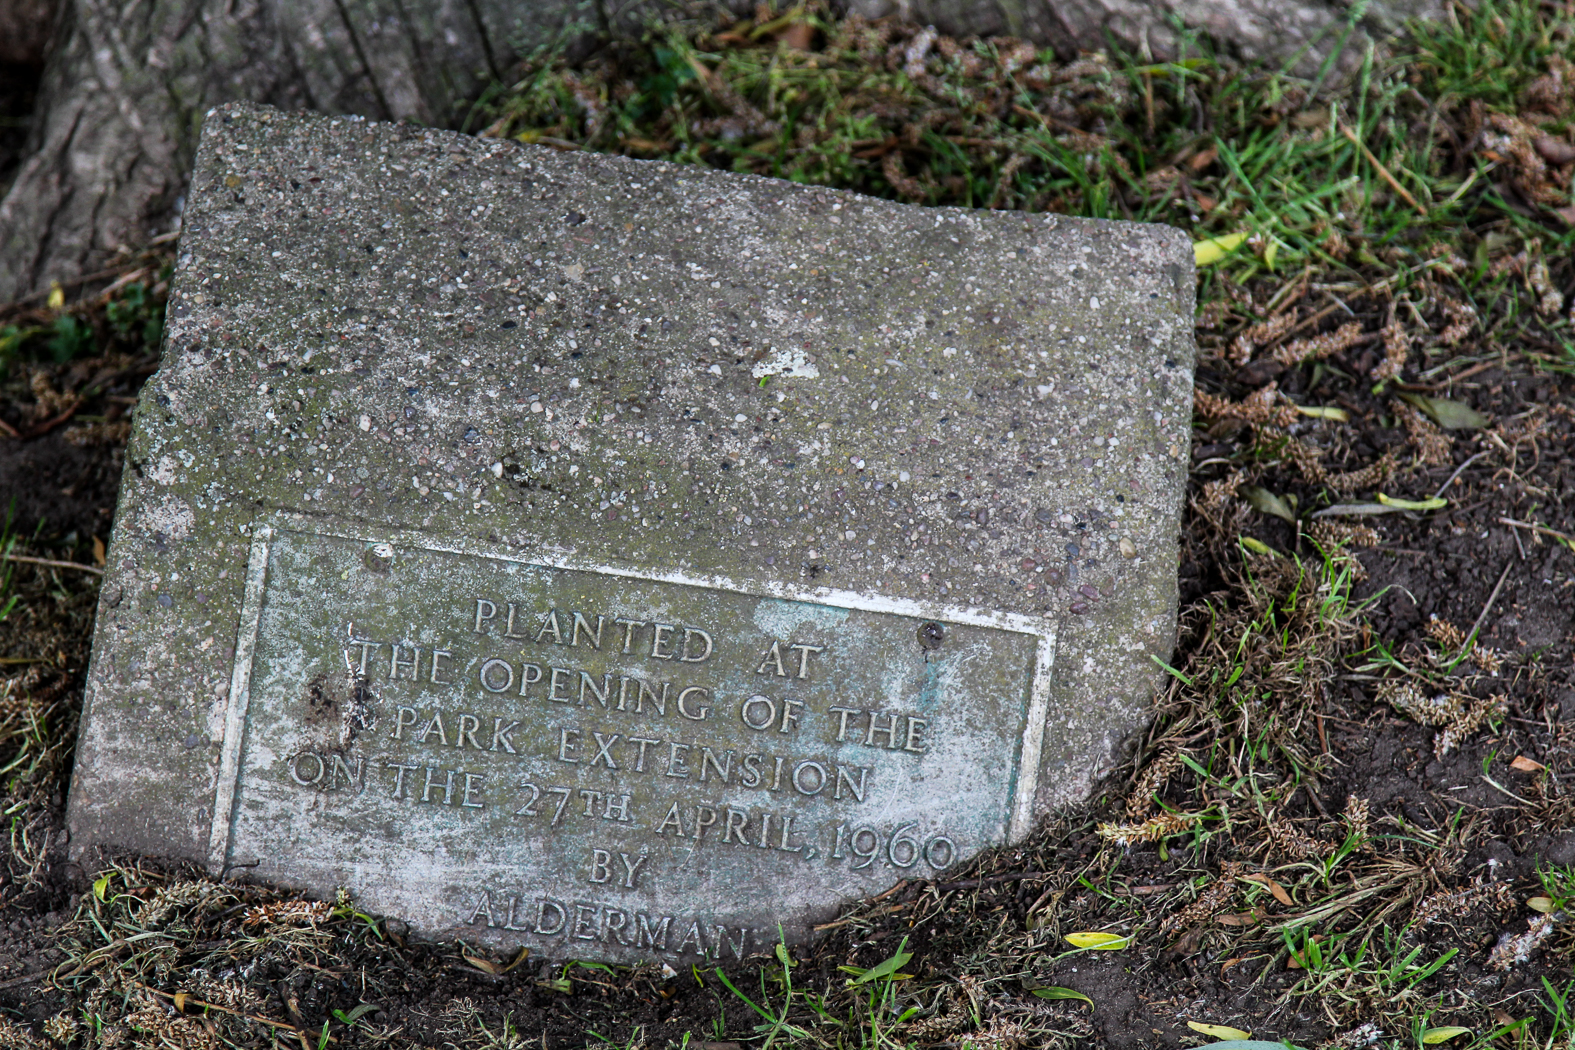 PLANTED AT
THE OPENING OF THE
PARK EXTENSION
ON THE 27TH APRIL, 1960
BY
ALDERMAN